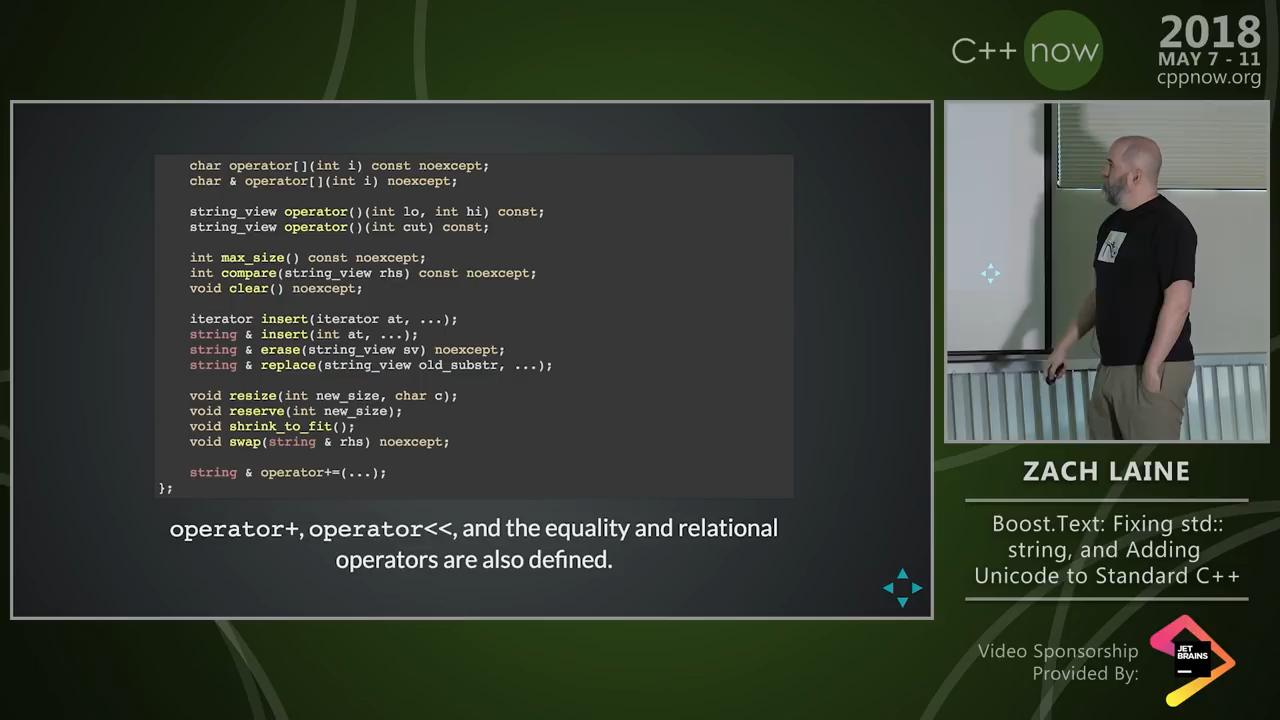 C++ now
2018
MAY 7 - 11
cppnow.org
char operator[](int i) const noexcept;
char & operator[](int i) noexcept;
string_view operator()(int lo, int hi) const;
string_view operator()(int cut) const;
int max_size() const noexcept;
int compare(string_view rhs) const noexcept;
void clear() noexcept;
iterator insert(iterator at, ...);
string & insert(int at, ...);
string & erase(string_view sv) noexcept;
string & replace(string_view old_substr, ...);
void resize(int new_size, char c);
void reserve(int new_size);
void shrink_to_fit();
void swap(string & rhs) noexcept;
string & operator+=(...);
};
operator+, operator<<, and the equality and relational
operators are also defined.
ZACH LAINE
Boost.Text: Fixing std::
string, and Adding
Unicode to Standard C++
Video Sponsorship
Provided By:
JET
BRAINS